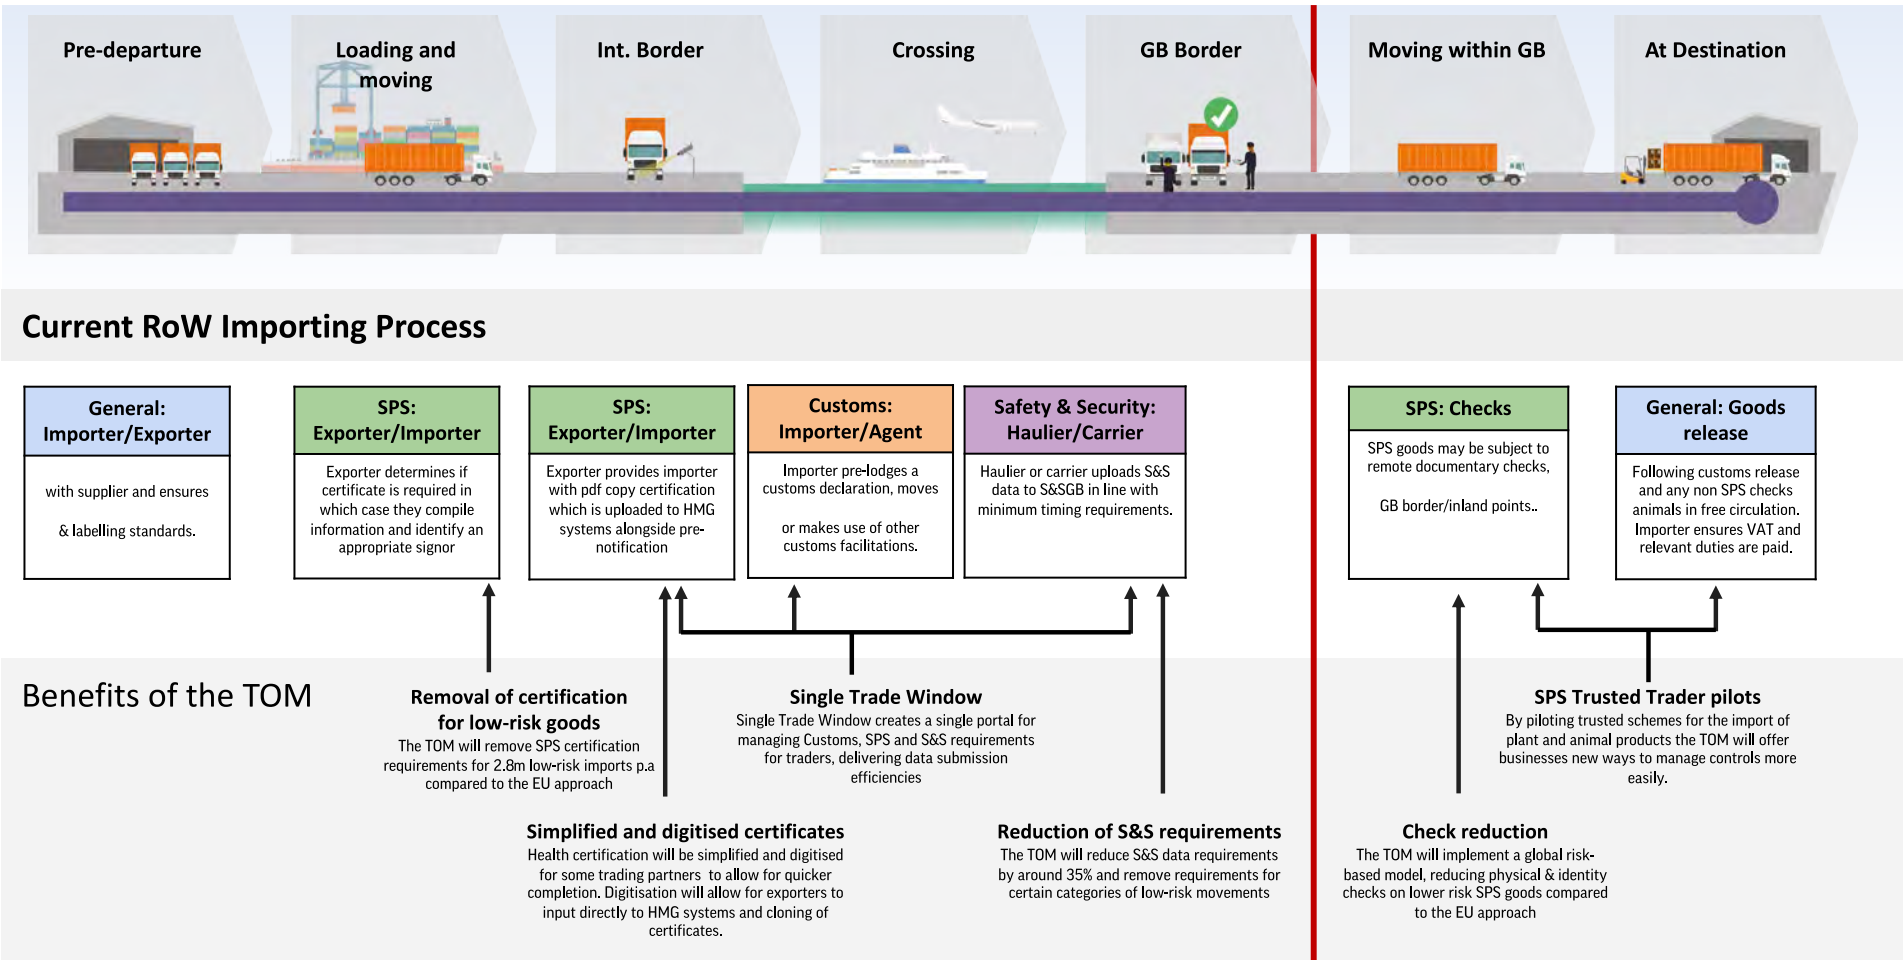 Pre-departure
Loading and
moving
Int. Border
Crossing
GB Border
Moving within GB
At Destination
Current RoW Importing Process
General:
Importer/Exporter
with supplier and ensures
& labelling standards.
SPS:
Exporter/Importer
Exporter determines if
certificate is required in
which case they compile
information and identify an
appropriate signor
SPS:
Exporter/Importer
Exporter provides importer
with pdf copy certification
which is uploaded to HMG
systems alongside pre-
notification
Customs:
Importer/Agent
Importer pre-lodges a
customs declaration, moves
or makes use of other
customs facilitations.
Safety & Security:
Haulier/Carrier
Haulier or carrier uploads S&S
data to S&SGB in line with
minimum timing requirements.
SPS: Checks
SPS goods may be subject to
remote documentary checks,
GB border/inland points..
General: Goods
release
Following customs release
and any non SPS checks
animals in free circulation.
Importer ensures VAT and
relevant duties are paid.
Benefits of the TOM
Removal of certification
for low-risk goods
The TOM will remove SPS certification
requirements for 2.8m low-risk imports p.a
compared to the EU approach
Single Trade Window
Single Trade Window creates a single portal for
managing Customs, SPS and S&S requirements
for traders, delivering data submission
efficiencies
SPS Trusted Trader pilots
By piloting trusted schemes for the import of
plant and animal products the TOM will offer
businesses new ways to manage controls more
easily.
Simplified and digitised certificates
Health certification will be simplified and digitised
for some trading partners to allow for quicker
completion. Digitisation will allow for exporters to
input directly to HMG systems and cloning of
certificates.
Reduction of S&S requirements
The TOM will reduce S&S data requirements
by around 35% and remove requirements for
certain categories of low-risk movements
Check reduction
The TOM will implement a global risk-
based model, reducing physical & identity
checks on lower risk SPS goods compared
to the EU approach